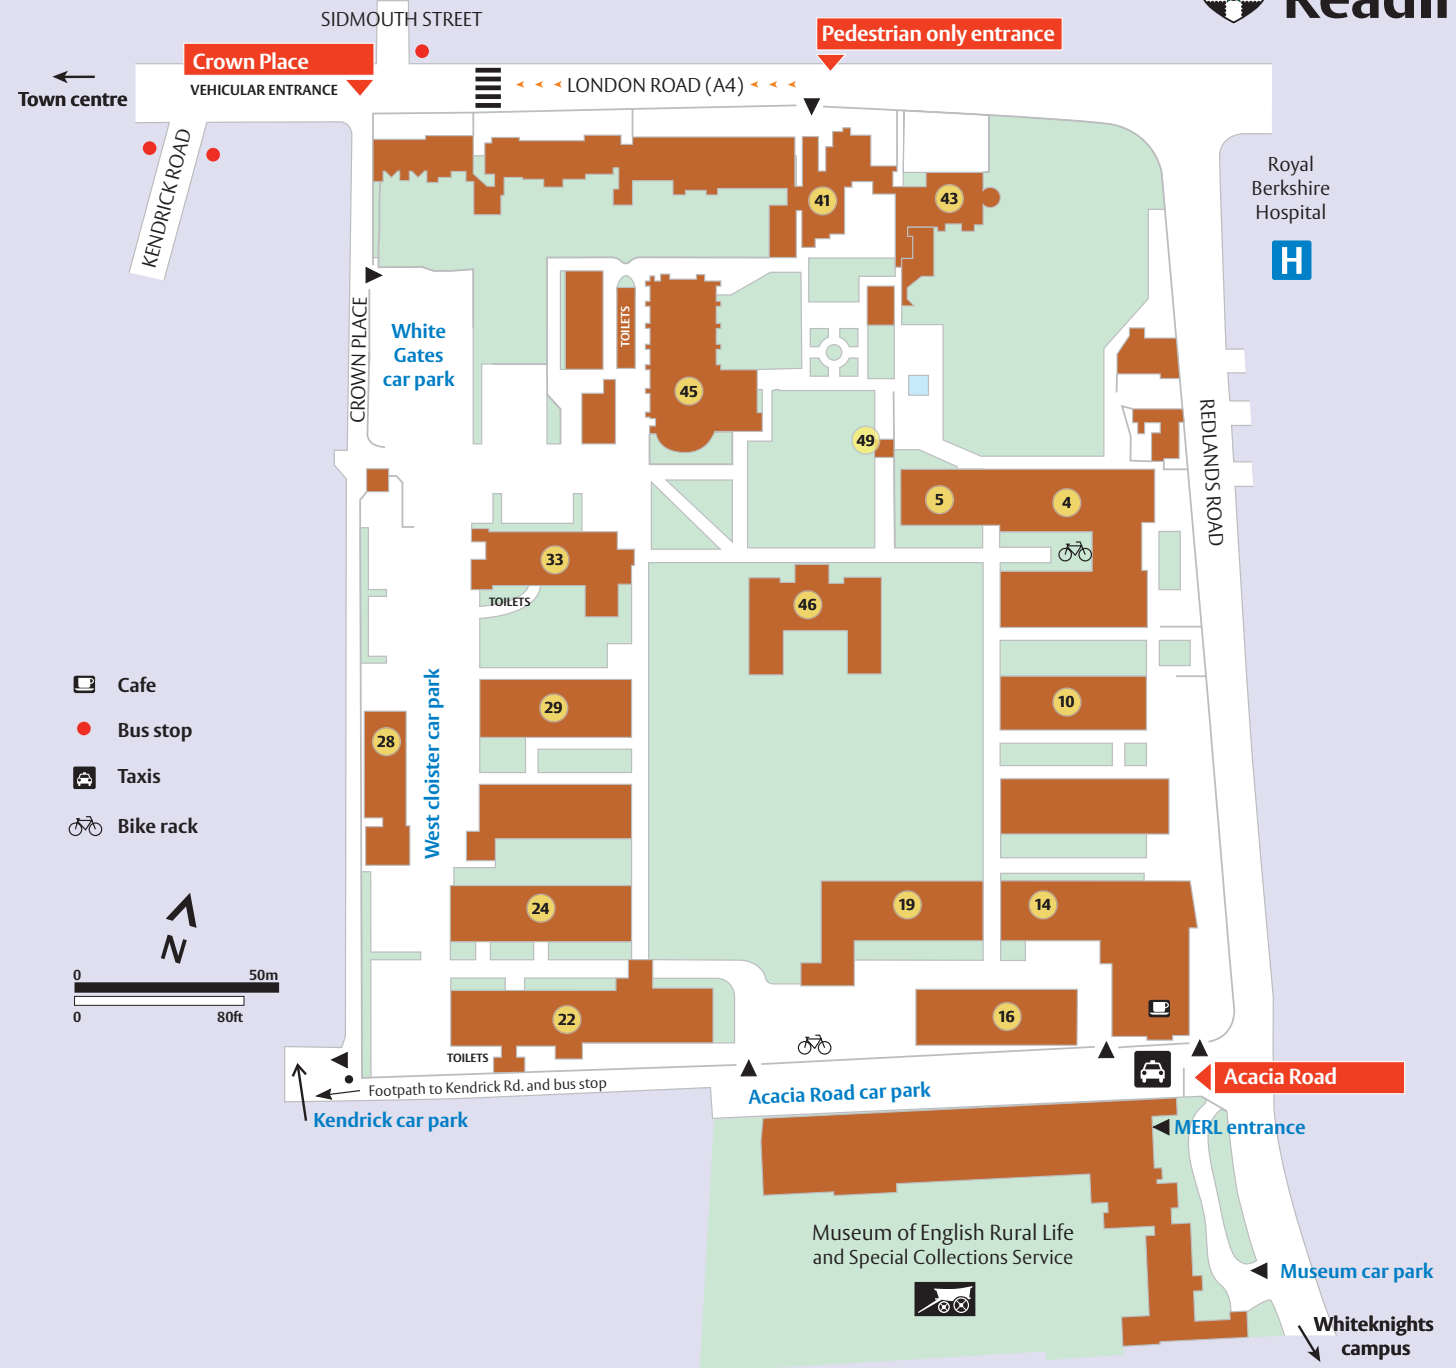 Readi
SIDMOUTH STREET
Crown Place
VEHICULAR ENTRANCE
Pedestrian only entrance
LONDON ROAD (A4)
Town centre
KENDRICK ROAD
Royal
Berkshire
Hospital
H
41
43
CROWN PLACE
White
Gates
car park
TOILETS
45
49
REDLANDS ROAD
5
4
33
TOILETS
46
Cafe
Bus stop
Taxis
Bike rack
West cloister car park
28
29
10
24
19
14
N
0
50m
0
80ft
22
16
TOILETS
Footpath to Kendrick Rd. and bus stop
Kendrick car park
Acacia Road car park
Acacia Road
MERL entrance
Museum of English Rural Life
and Special Collections Service
Museum car park
Whiteknights
campus